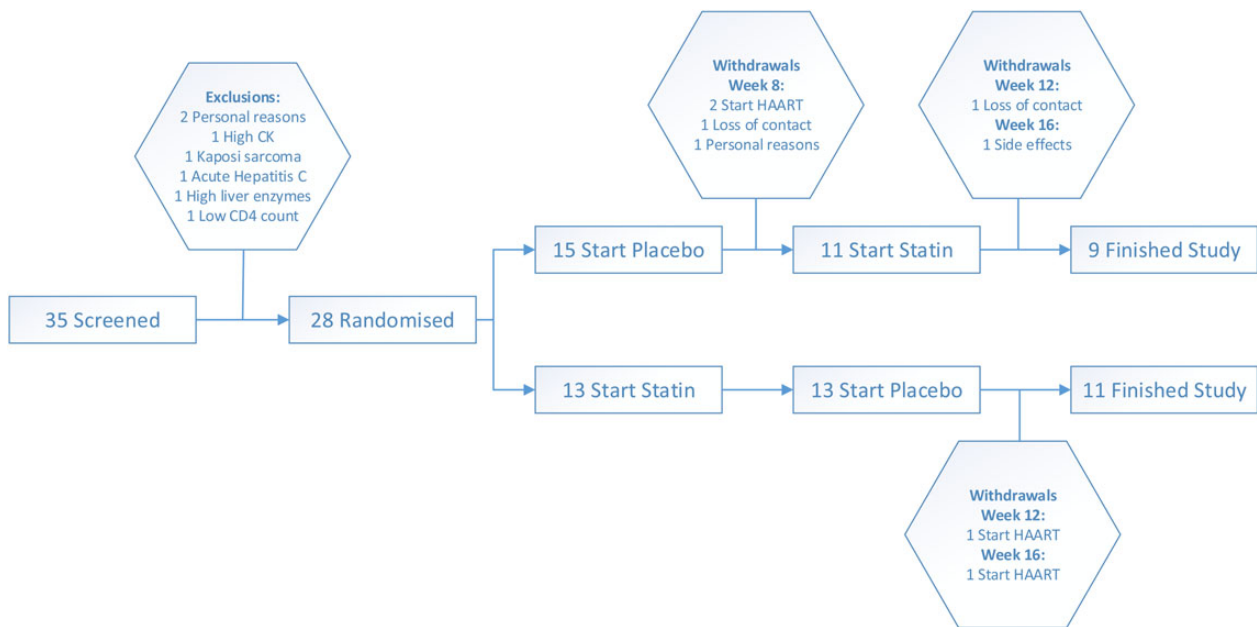 Exclusions:
2 Personal reasons
1 High CK
1 Kaposi sarcoma
1 Acute Hepatitis C
1 High liver enzymes
1 Low CD4 count
Withdrawals
Week 8:
2 Start HAART
1 Loss of contact
1 Personal reasons
Withdrawals
Week 12:
1 Loss of contact
Week 16:
1 Side effects
15 Start Placebo
11 Start Statin
9 Finished Study
35 Screened
28 Randomised
13 Start Statin
13 Start Placebo
11 Finished Study
Withdrawals
Week 12:
1 Start HAART
Week 16:
1 Start HAART